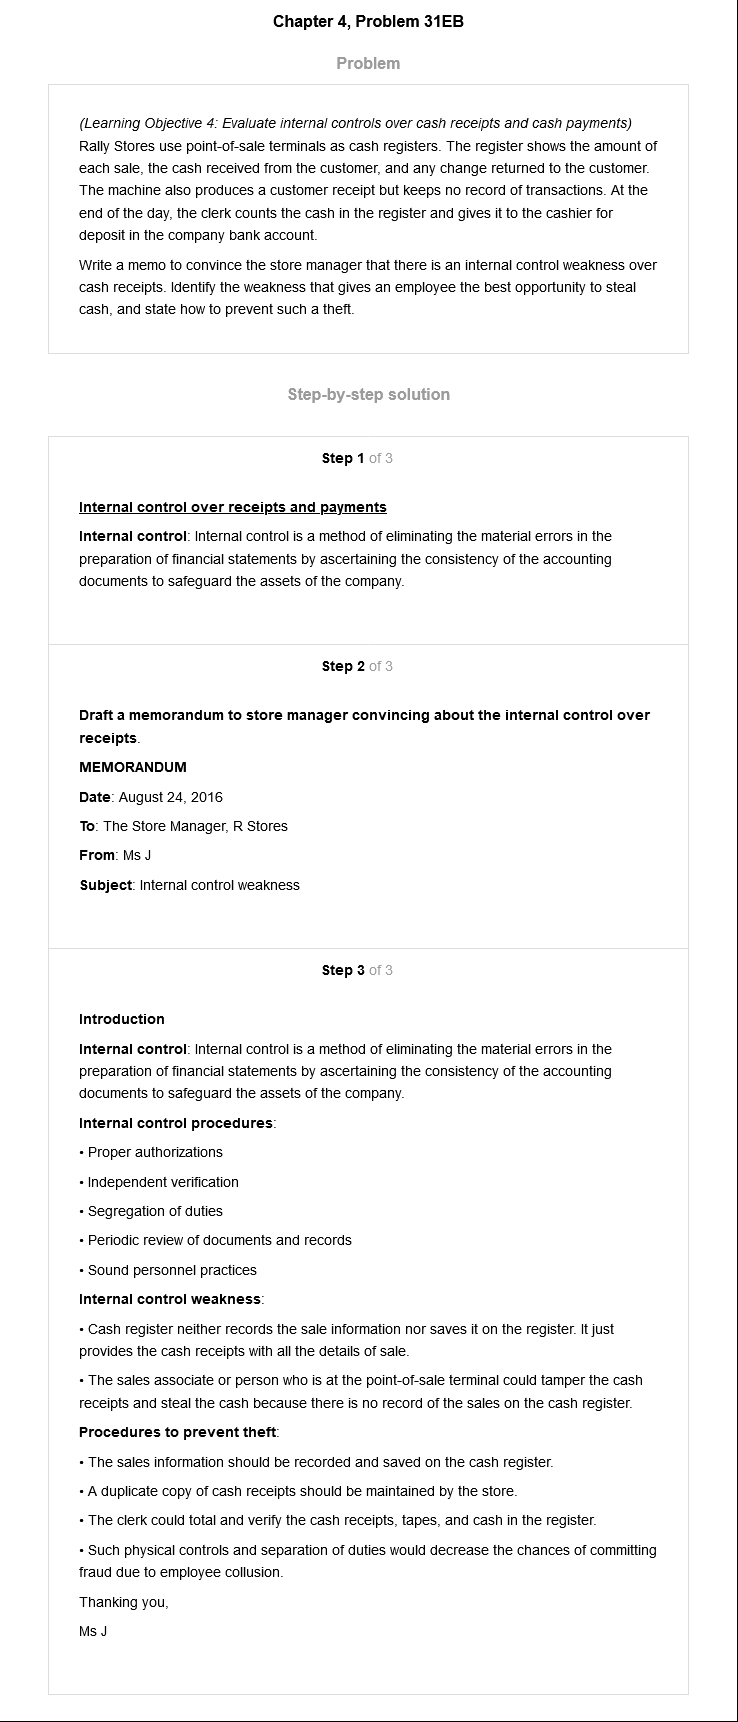 Chapter 4, Problem 31EB
Problem
(Learning Objective 4: Evaluate internal controls over cash receipts and cash payments)
Rally Stores use point-of-sale terminals as cash registers. The register shows the amount of
each sale, the cash received from the customer, and any change returned to the customer.
The machine also produces a customer receipt but keeps no record of transactions. At the
end of the day, the clerk counts the cash in the register and gives it to the cashier for
deposit in the company bank account.
Write a memo to convince the store manager that there is an internal control weakness over
cash receipts. Identify the weakness that gives an employee the best opportunity to steal
cash, and state how to prevent such a theft.
Step-by-step solution
Step 1 of 3
Internal control over receipts and payments
Internal control: Internal control is a method of eliminating the material errors in the
preparation of financial statements by ascertaining the consistency of the accounting
documents to safeguard the assets of the company.
Step 2 of 3
Draft a memorandum to store manager convincing about the internal control over
receipts.
MEMORANDUM
Date: August 24, 2016
To: The Store Manager, R Stores
From: Ms J
Subject: Internal control weakness
Step 3 of 3
Introduction
Internal control: Internal control is a method of eliminating the material errors in the
preparation of financial statements by ascertaining the consistency of the accounting
documents to safeguard the assets of the company.
Internal control procedures:
• Proper authorizations
• Independent verification
• Segregation of duties
• Periodic review of documents and records
• Sound personnel practices
Internal control weakness:
• Cash register neither records the sale information nor saves it on the register. It just
provides the cash receipts with all the details of sale.
• The sales associate or person who is at the point-of-sale terminal could tamper the cash
receipts and steal the cash because there is no record of the sales on the cash register.
Procedures to prevent theft:
• The sales information should be recorded and saved on the cash register.
• A duplicate copy of cash receipts should be maintained by the store.
• The clerk could total and verify the cash receipts, tapes, and cash in the register.
• Such physical controls and separation of duties would decrease the chances of committing
fraud due to employee collusion.
Thanking you,
Ms J